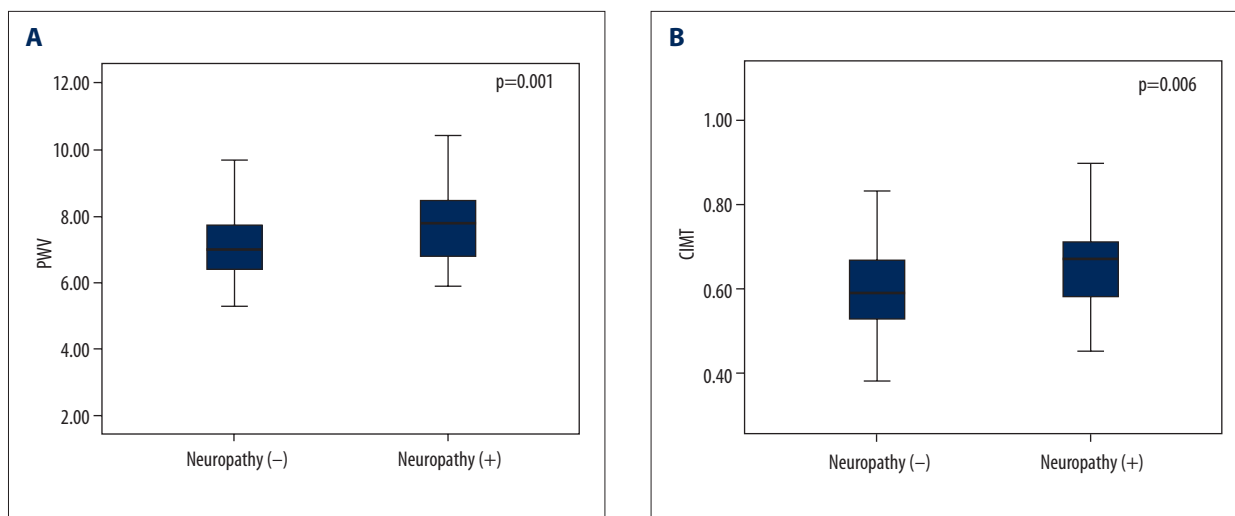 A
p=0.001
12.00
10.00
8.00
6.00
4.00
2.00
PWV
Neuropathy (–)
Neuropathy (+)
B
p=0.006
1.00
0.80
0.60
0.40
CIMT
Neuropathy (–)
Neuropathy (+)